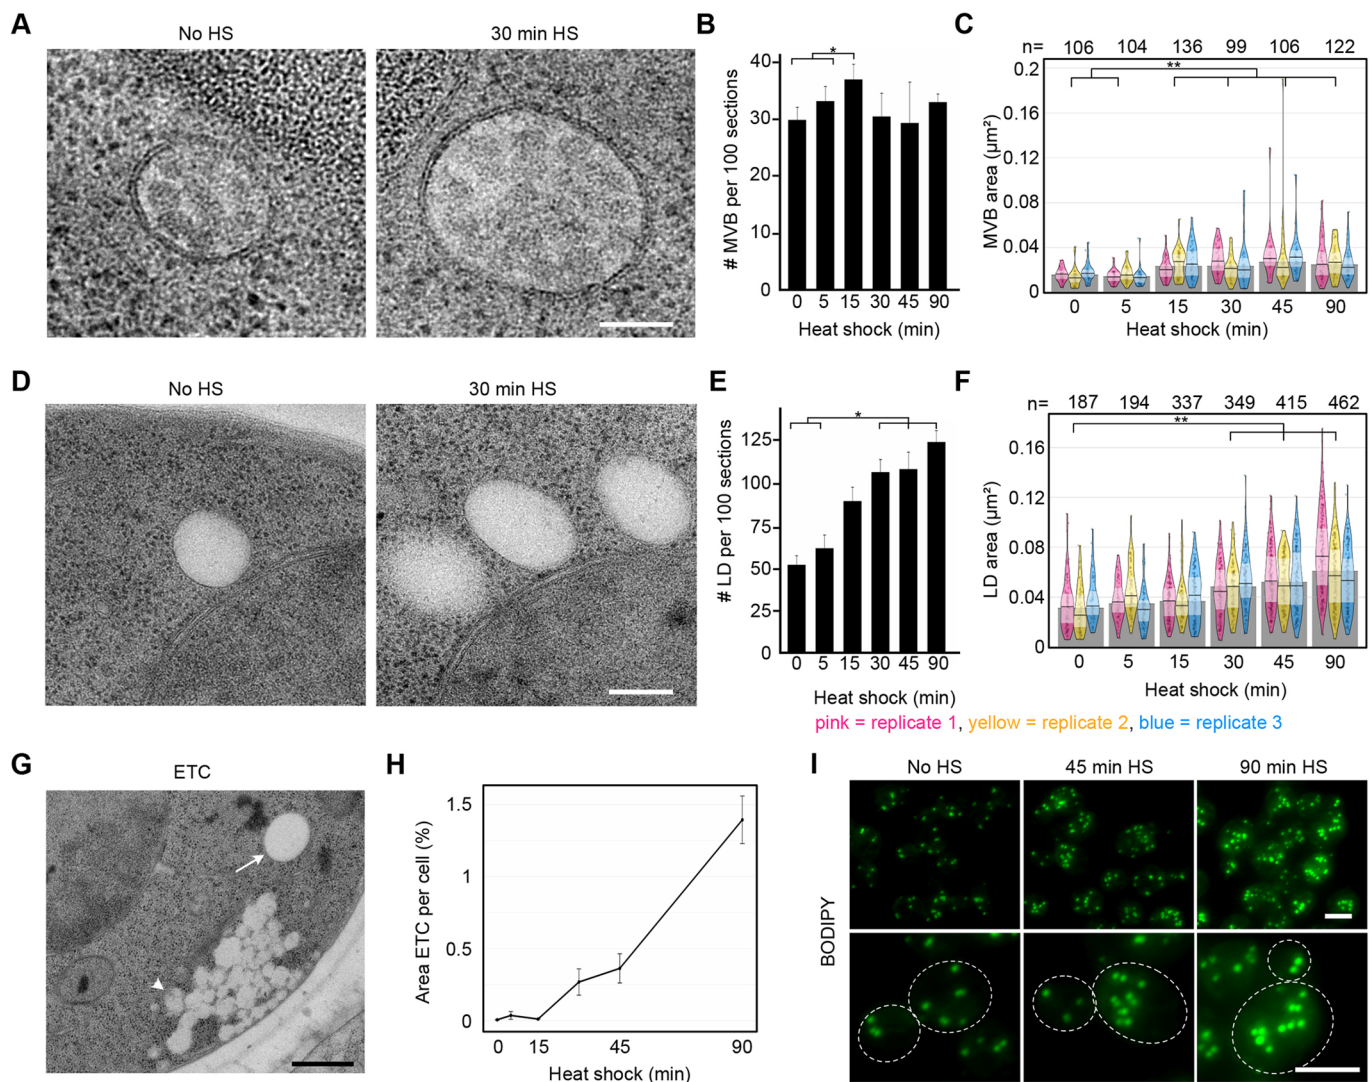 A
No HS
30 min HS
B
# MVB per 100 sections
40
30
20
10
0
0 5 15 30 45 90
Heat shock (min)
*
C
n= 106 104 136 99 106 122
**
MVB area (µm²)
0.2
0.16
0.12
0.08
0.04
0
0 5 15 30 45 90
Heat shock (min)
D
No HS
30 min HS
E
# LD per 100 sections
125
100
75
50
25
0
0 5 15 30 45 90
Heat shock (min)
*
F
n= 187 194 337 349 415 462
**
LD area (µm²)
0.16
0.12
0.08
0.04
0
0 5 15 30 45 90
Heat shock (min)
pink = replicate 1, yellow = replicate 2, blue = replicate 3
G
ETC
H
Area ETC per cell (%)
1.5
1
0.5
0
0 15 45 90
Heat shock (min)
I
No HS
45 min HS
90 min HS
BODIPY